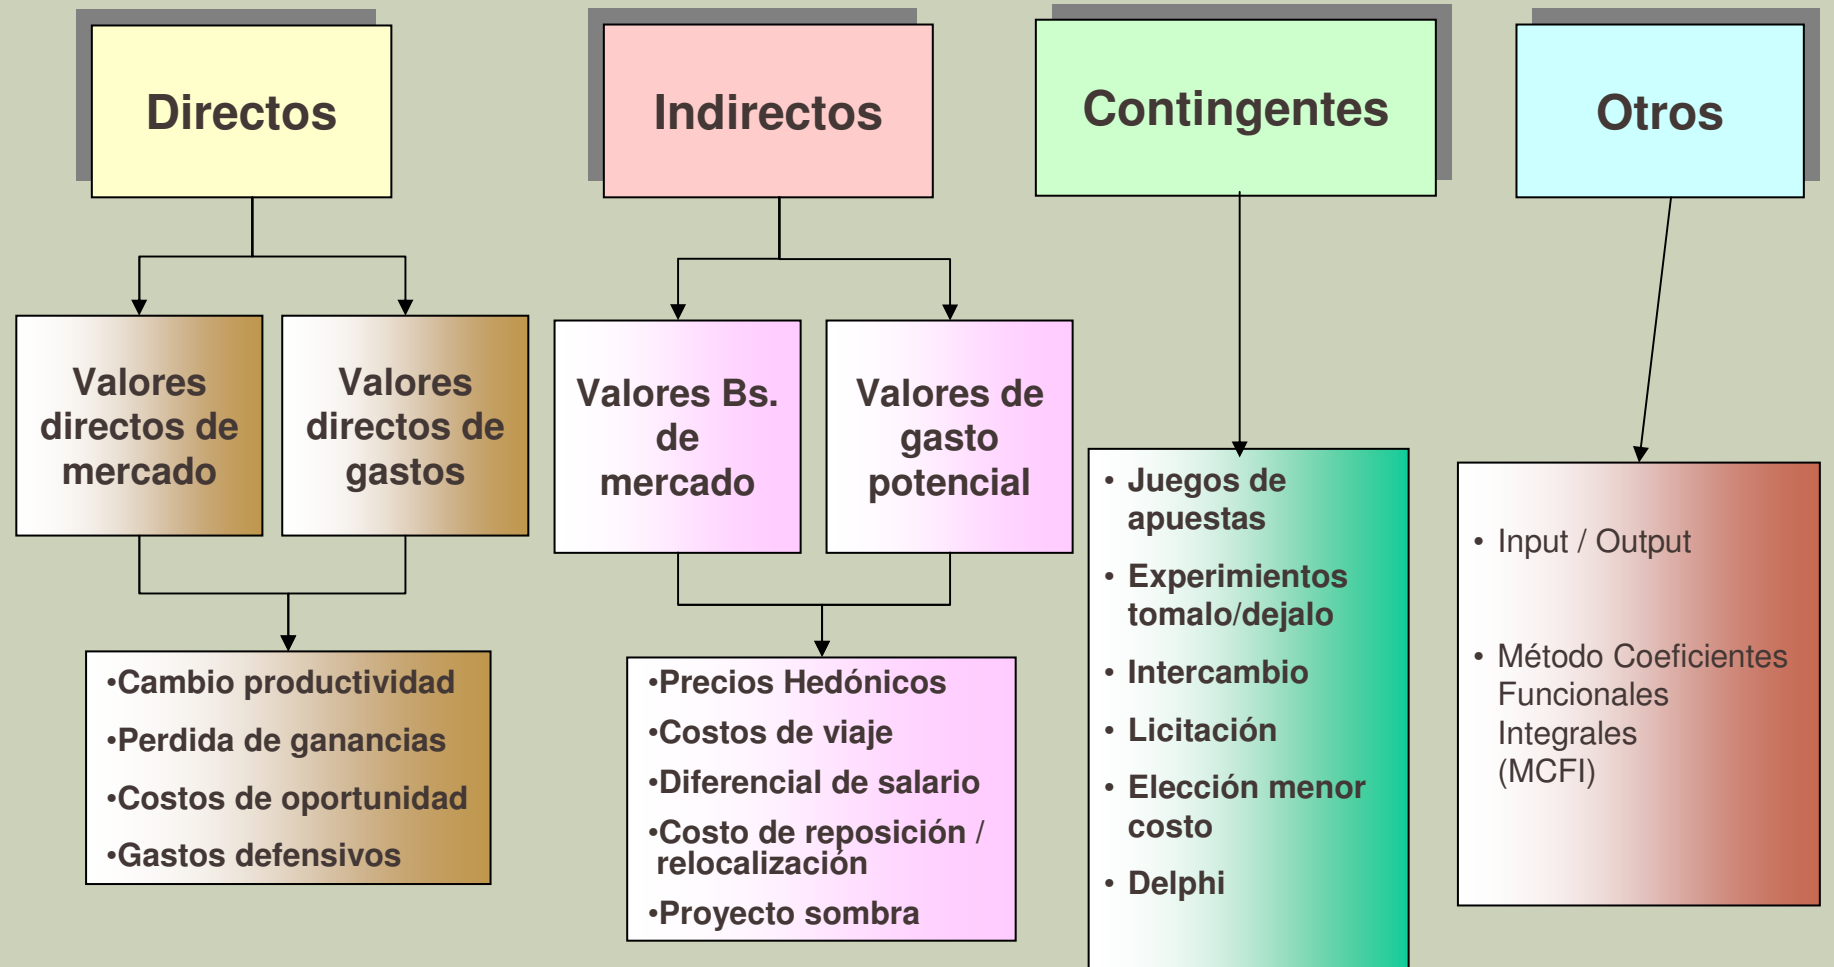 Directos
Indirectos
Contingentes
Otros
Valores
directos de
mercado
Valores
directos de
gastos
Valores Bs.
de
mercado
Valores de
gasto
potencial
•Cambio productividad
•Perdida de ganancias
•Costos de oportunidad
•Gastos defensivos
•Precios Hedónicos
•Costos de viaje
•Diferencial de salario
•Costo de reposición /
relocalización
•Proyecto sombra
• Juegos de
apuestas
• Experimientos
tomalo/dejalo
• Intercambio
• Licitación
• Elección menor
costo
• Delphi
• Input / Output
• Método Coeficientes
Funcionales
Integrales
(MCFI)